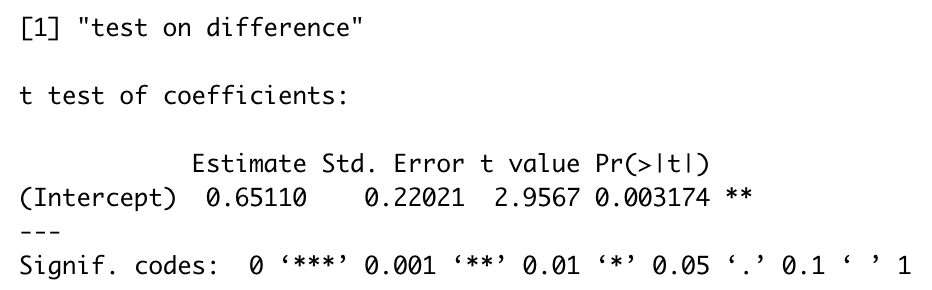 [1] "test on difference"
t test of coefficients:
Estimate Std. Error t value Pr(>|t|)
(Intercept) 0.65110 0.22021 2.9567 0.003174 **
---
Signif. codes: 0 ‘***’ 0.001 ‘**’ 0.01 ‘*’ 0.05 ‘.’ 0.1 ‘ ’ 1